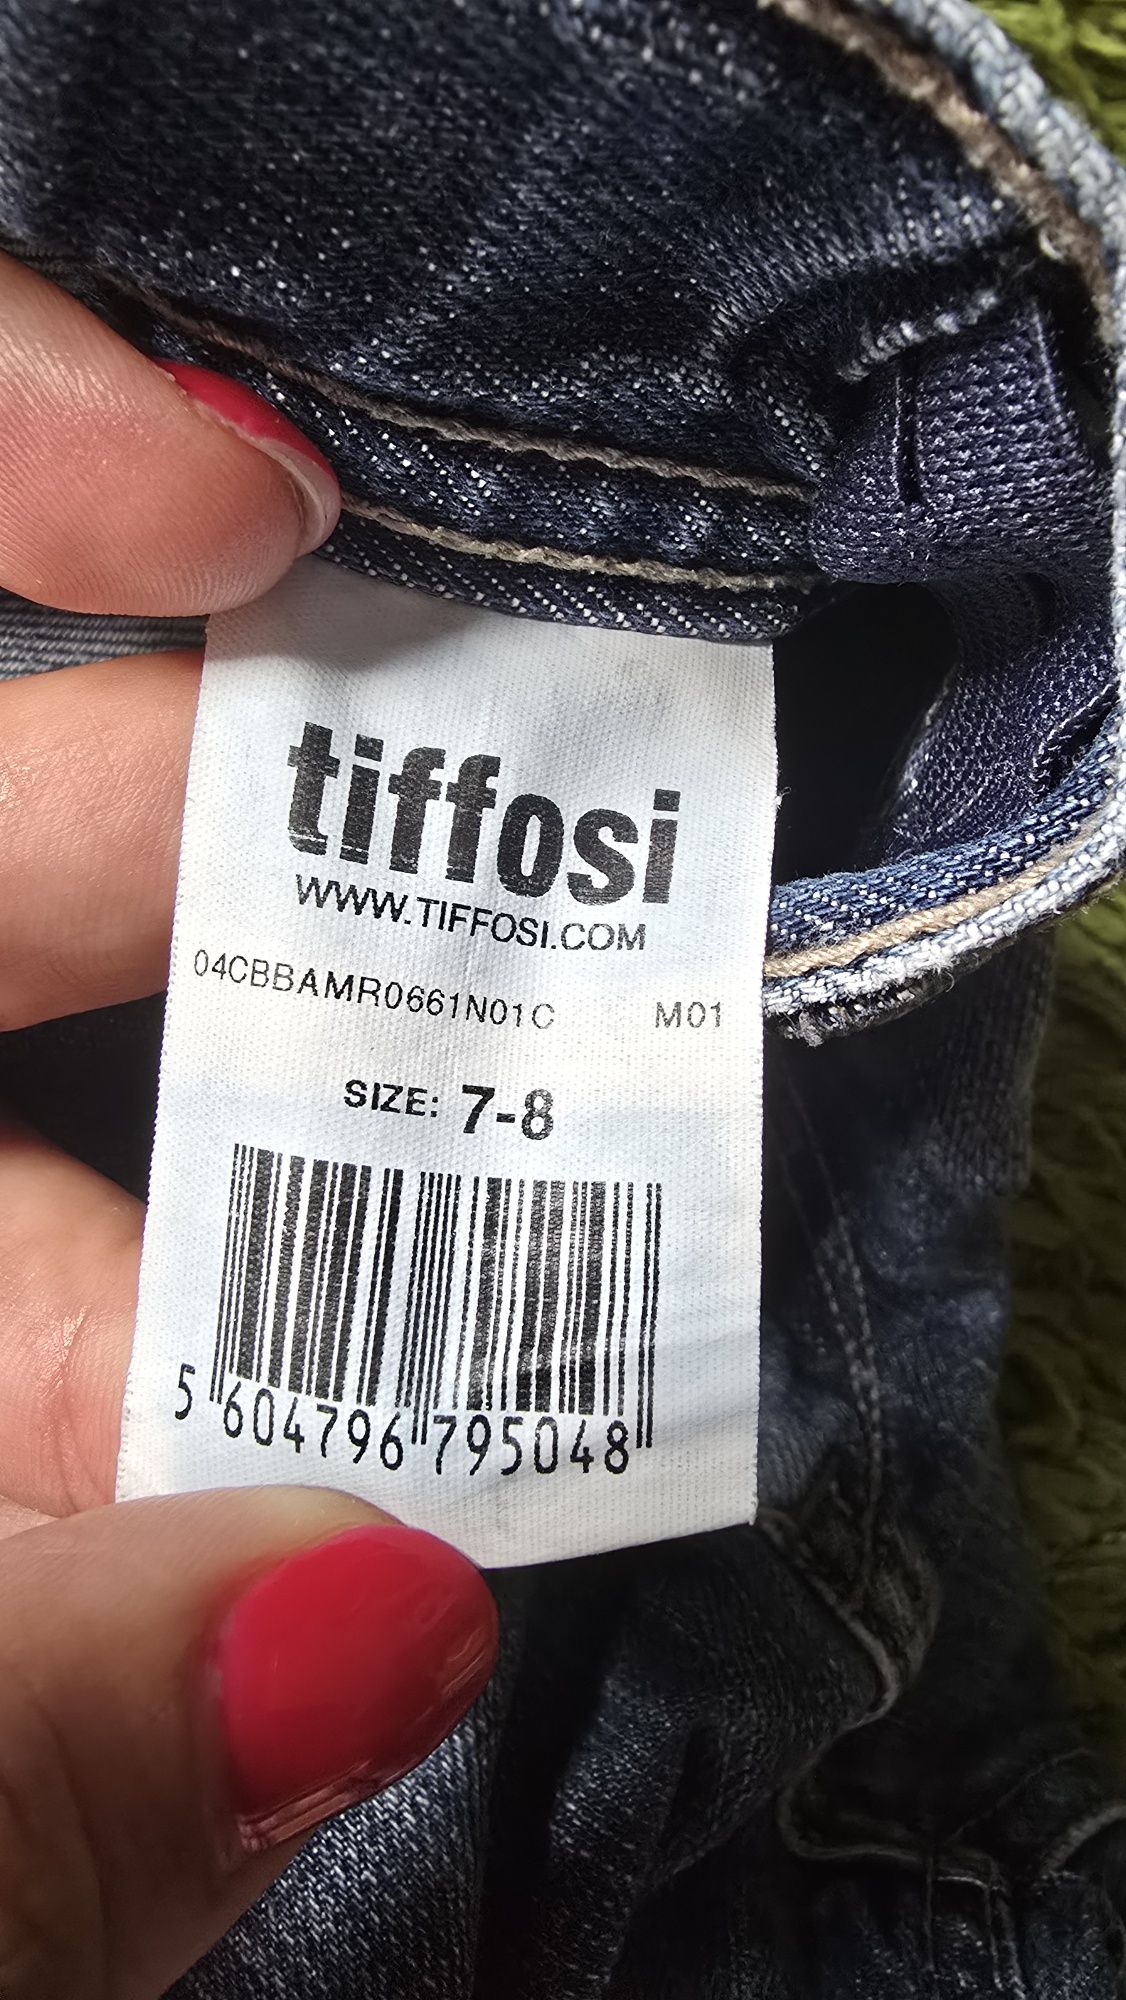 tiffosi
WWW.TIFFOSI.COM
04CBBAMR0661N01C M01
SIZE: 7-8
5 604796 795048